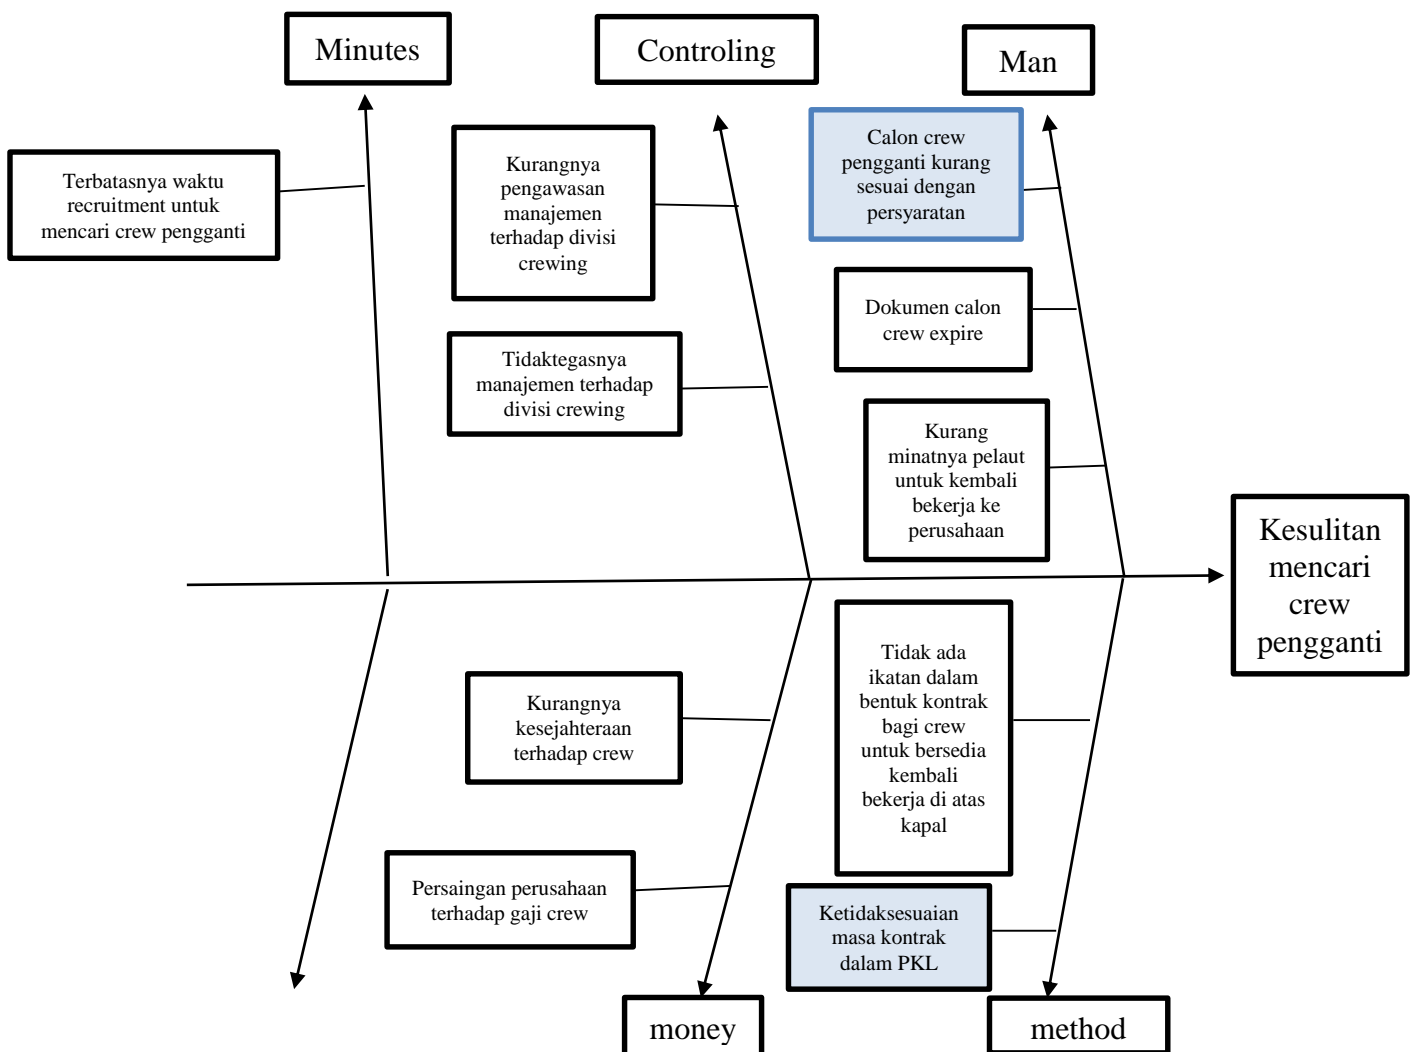 Minutes
Controling
Man
Terbatasnya waktu
recruitment untuk
mencari crew pengganti
Kurangnya
pengawasan
manajemen
terhadap divisi
crewing
Calon crew
pengganti kurang
sesuai dengan
persyaratan
Dokumen calon
crew expire
Tidaktegasnya
manajemen terhadap
divisi crewing
Kurang
minatnya pelaut
untuk kembali
bekerja ke
perusahaan
Kesulitan
mencari
crew
pengganti
Kurangnya
kesejahteraan
terhadap crew
Tidak ada
ikatan dalam
bentuk kontrak
bagi crew
untuk bersedia
kembali
bekerja di atas
kapal
Persaingan perusahaan
terhadap gaji crew
Ketidaksesuaian
masa kontrak
dalam PKL
money
method